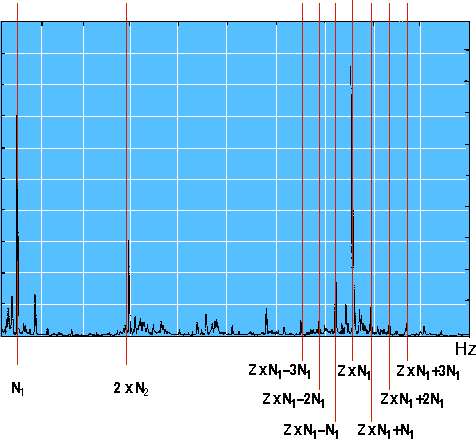 Hz
N₁
2 x N₂
Z x N₁–3N₁
Z x N₁
Z x N₁+3N₁
Z x N₁–2N₁
Z x N₁+2N₁
Z x N₁–N₁
Z x N₁+N₁